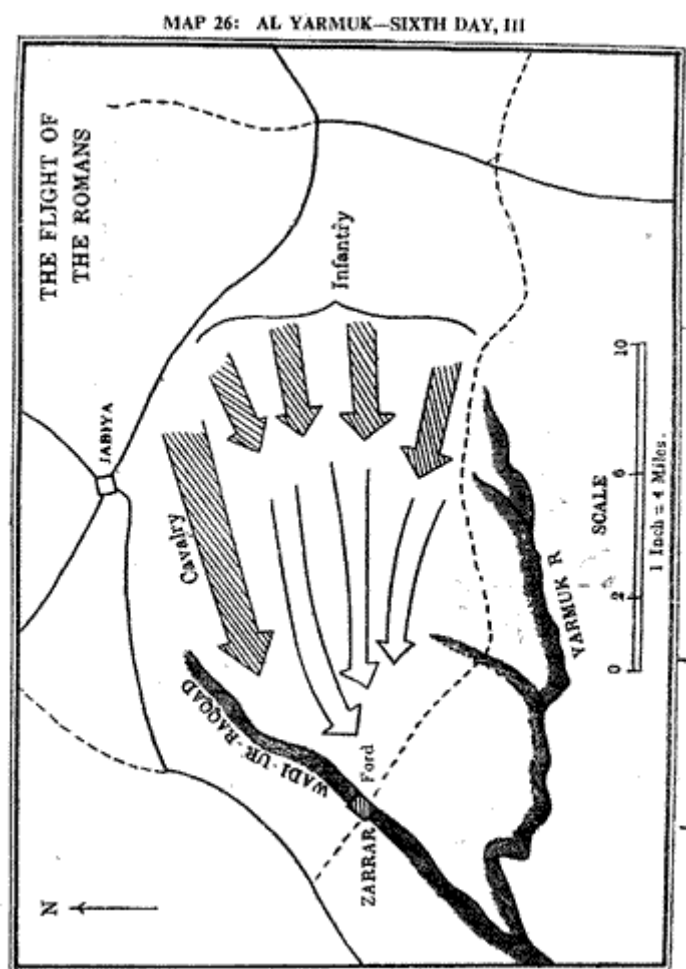 MAP 26: AL YARMUK—SIXTH DAY, III
THE FLIGHT OF
THE ROMANS
JABIYA
Infantry
Cavalry
WADI-UR-RAQQAD
Ford
ZARRAR
YARMUK R
N
SCALE
0 2 6 10
1 Inch = 4 Miles.